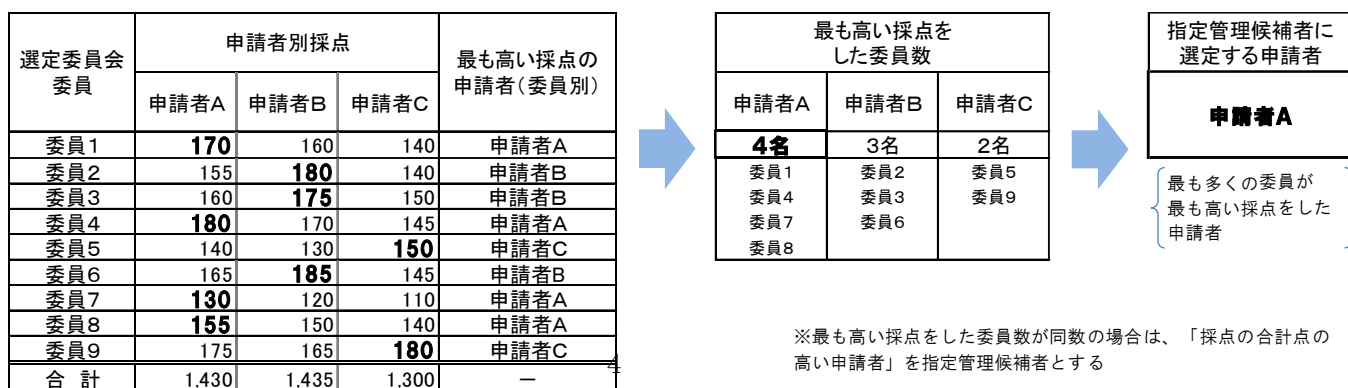 選定委員会
委員
申請者別採点
最も高い採点の
申請者（委員別）
申請者A 申請者B 申請者C
委員1 170 160 140 申請者A
委員2 155 180 140 申請者B
委員3 160 175 150 申請者B
委員4 180 170 145 申請者A
委員5 140 130 150 申請者C
委員6 165 185 145 申請者B
委員7 130 120 110 申請者A
委員8 155 150 140 申請者A
委員9 175 165 180 申請者C
合 計 1,430 1,435 1,300 －
4
最も高い採点を
した委員数
申請者A 申請者B 申請者C
4名 3名 2名
委員1 委員2 委員5
委員4 委員3 委員9
委員7 委員6
委員8
指定管理候補者に
選定する申請者
申請者A
最も多くの委員が
最も高い採点をした
申請者
※最も高い採点をした委員数が同数の場合は、「採点の合計点の
高い申請者」を指定管理候補者とする